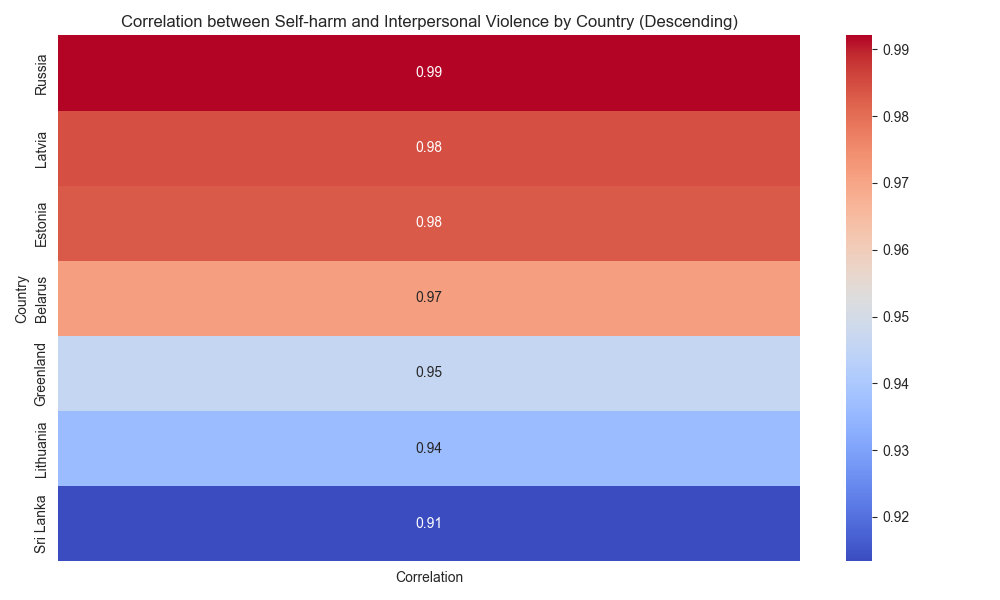 Correlation between Self-harm and Interpersonal Violence by Country (Descending)
Country
Russia
0.99
Latvia
0.98
Estonia
0.98
Belarus
0.97
Greenland
0.95
Lithuania
0.94
Sri Lanka
0.91
Correlation
0.99
0.98
0.97
0.96
0.95
0.94
0.93
0.92